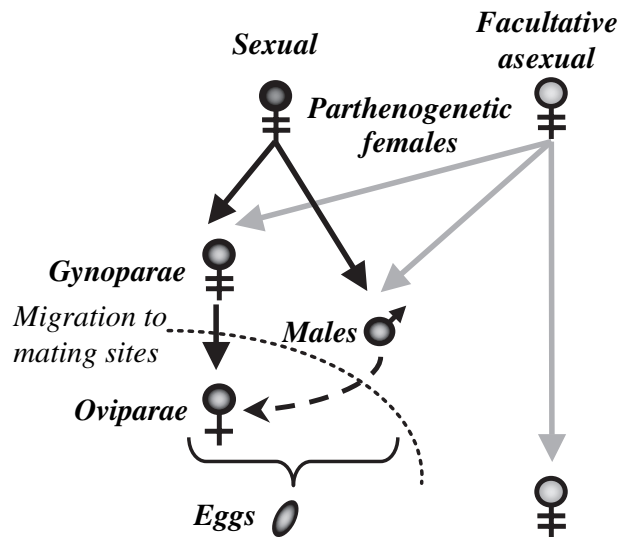 Sexual
Facultative
asexual
Parthenogenetic
females
Gynoparae
Migration to
mating sites
Males
Oviparae
Eggs